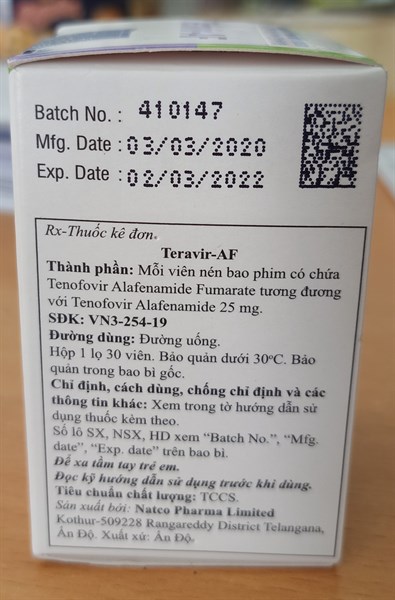 Batch No. : 410147
Mfg. Date : 03/03/2020
Exp. Date : 02/03/2022
Rx-Thuốc kê đơn.
Teravir-AF
Thành phần: Mỗi viên nén bao phim có chứa
Tenofovir Alafenamide Fumarate tương đương
với Tenofovir Alafenamide 25 mg.
SĐK: VN3-254-19
Đường dùng: Đường uống.
Hộp 1 lọ 30 viên. Bảo quản dưới 30°C. Bảo
quản trong bao bì gốc.
Chỉ định, cách dùng, chống chỉ định và các
thông tin khác: Xem trong tờ hướng dẫn sử
dụng thuốc kèm theo.
Số lô SX, NSX, HD xem “Batch No.”, “Mfg.
date”, “Exp. date” trên bao bì.
Để xa tầm tay trẻ em.
Đọc kỹ hướng dẫn sử dụng trước khi dùng.
Tiêu chuẩn chất lượng: TCCS.
Sản xuất bởi: Natco Pharma Limited
Kothur-509228 Rangareddy District Telangana,
Ấn Độ. Xuất xứ: Ấn Độ.